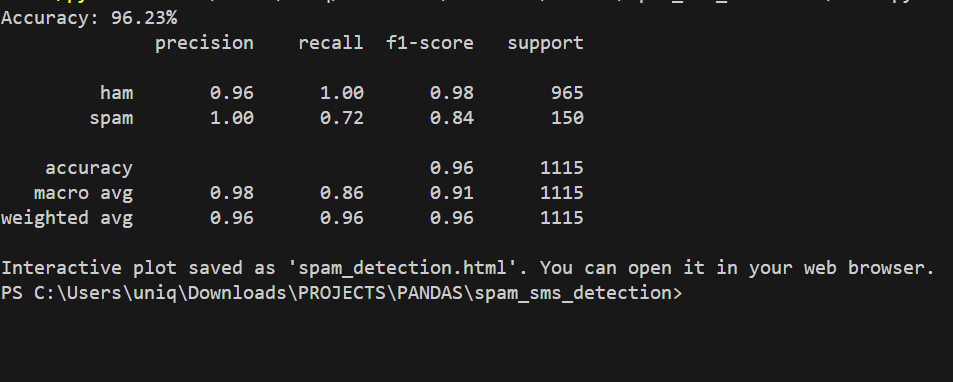 Accuracy: 96.23%
precision recall f1-score support
ham 0.96 1.00 0.98 965
spam 1.00 0.72 0.84 150
accuracy 0.96 1115
macro avg 0.98 0.86 0.91 1115
weighted avg 0.96 0.96 0.96 1115
Interactive plot saved as 'spam_detection.html'. You can open it in your web browser.
PS C:\Users\uniq\Downloads\PROJECTS\PANDAS\spam_sms_detection>